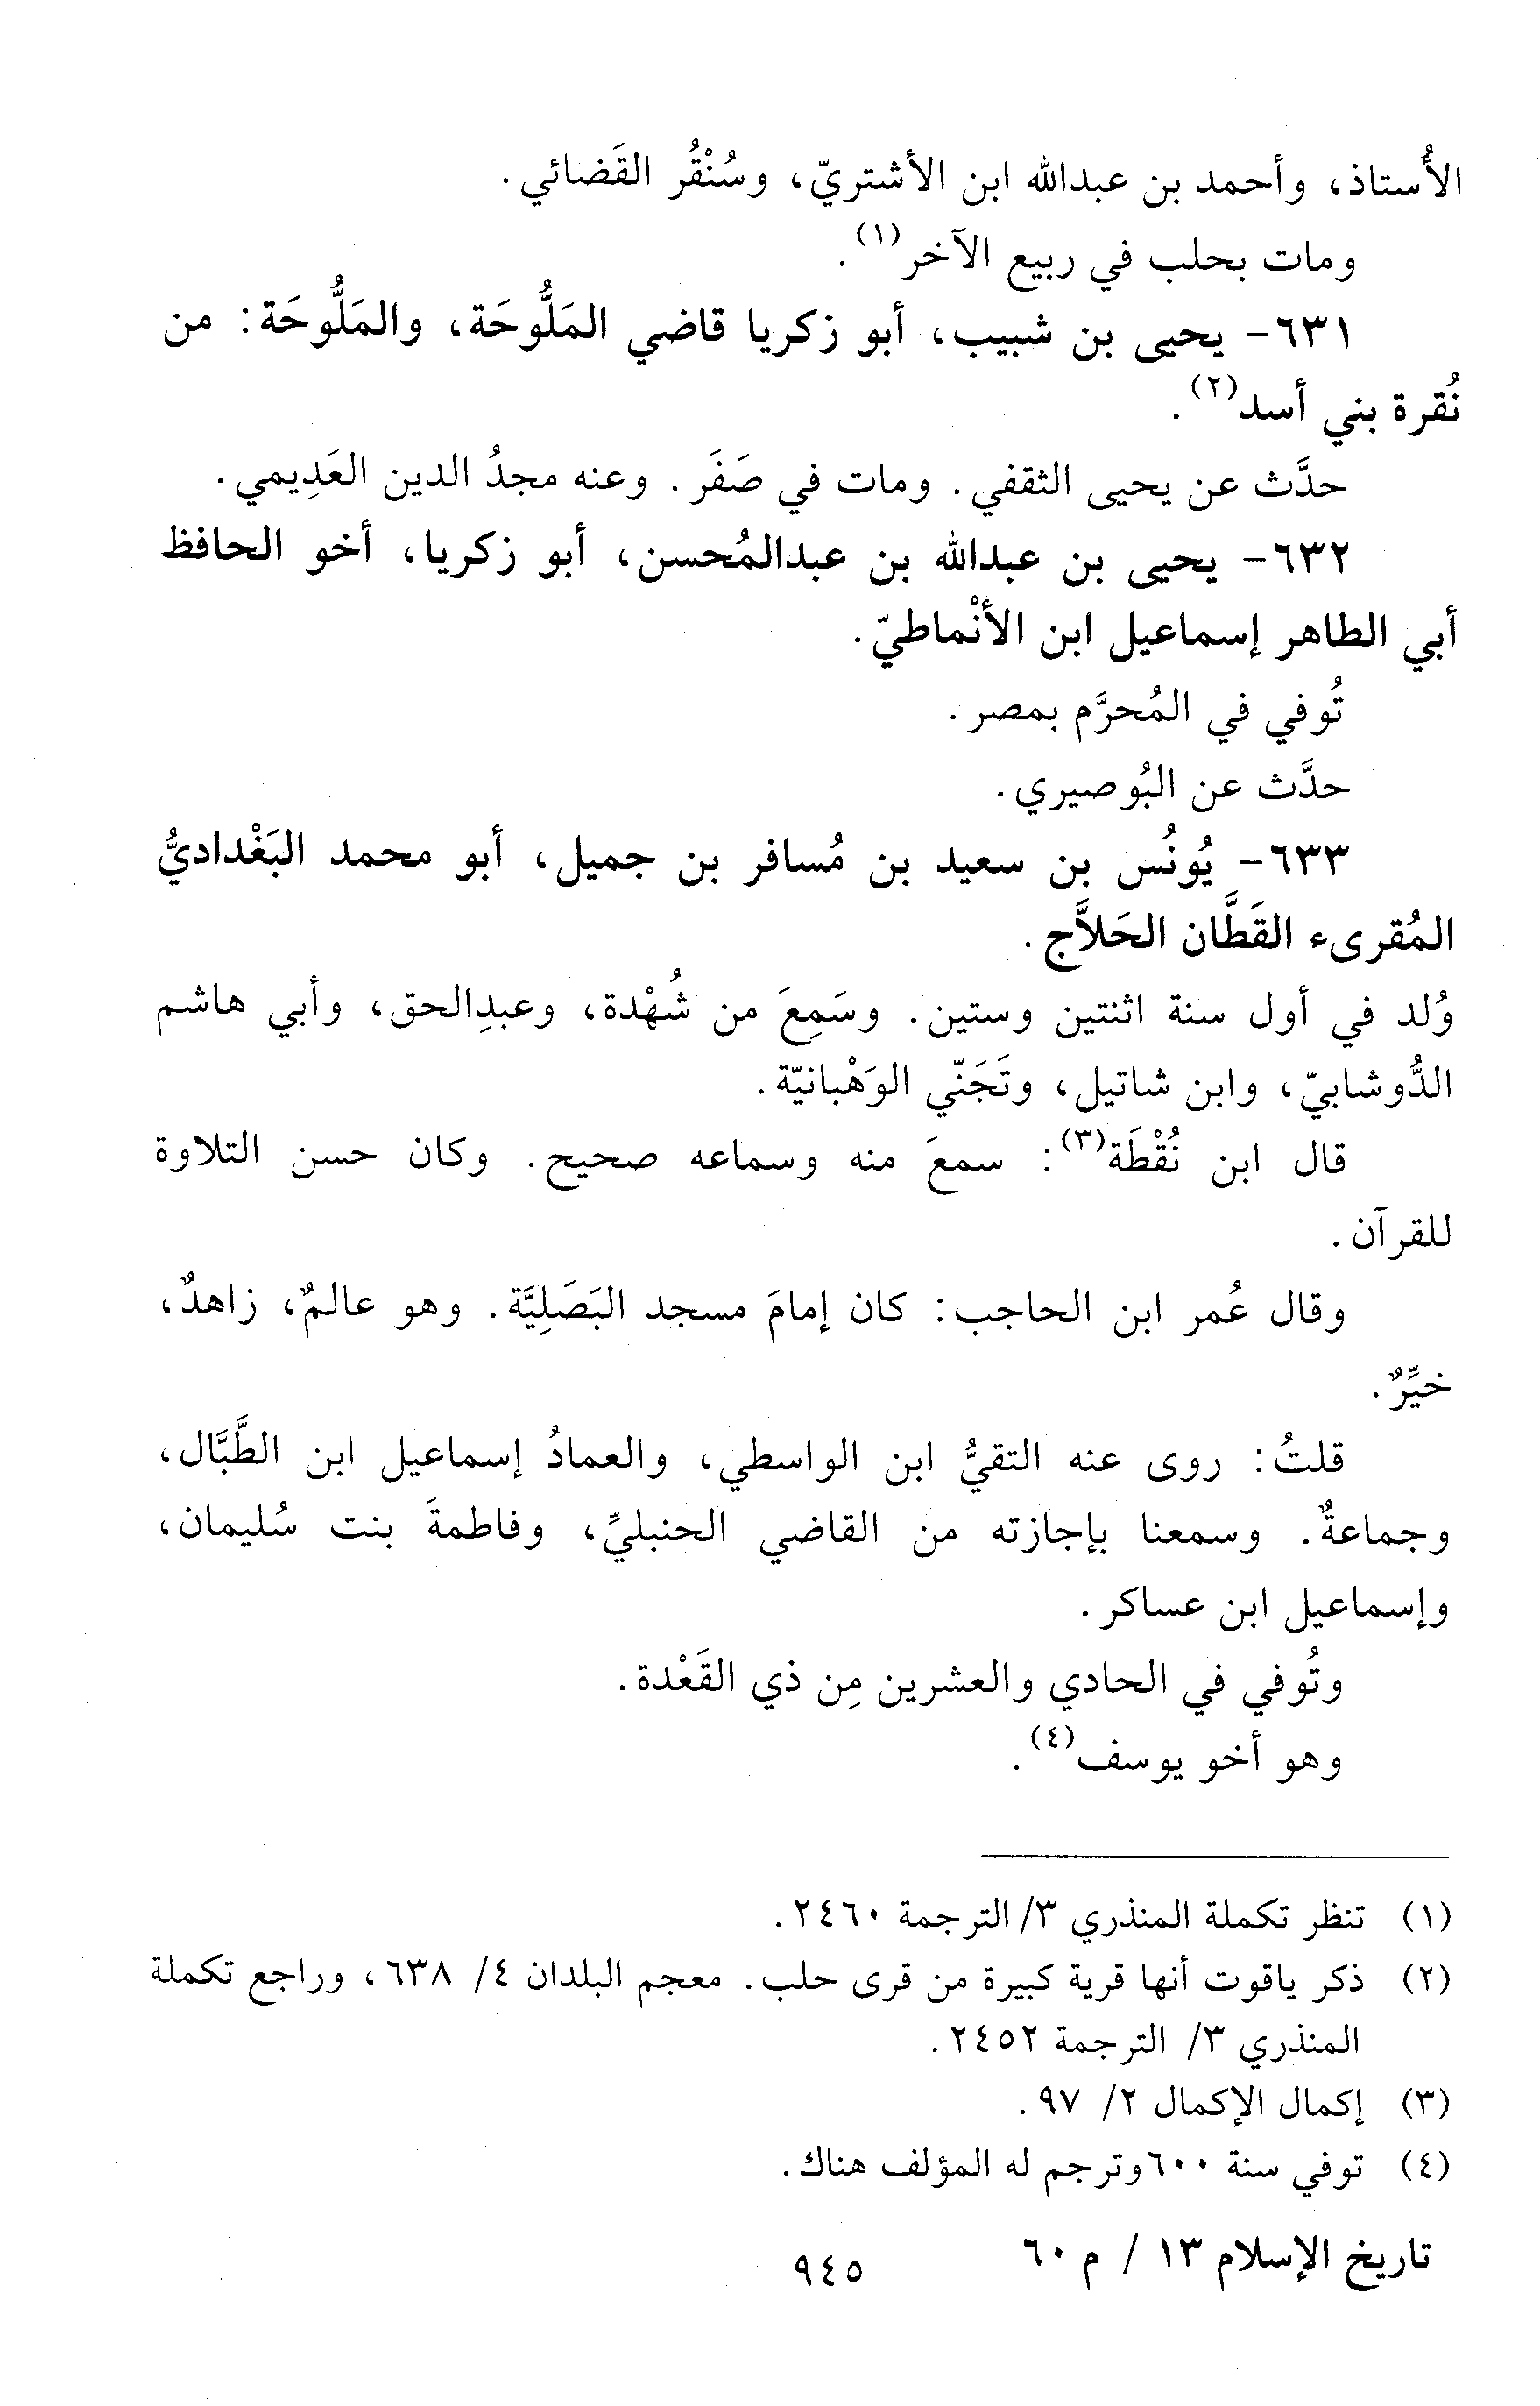 الأُستاذ، وأحمد بن عبدالله ابن الأشتريّ، وسُنْقُر القَضائي.
ومات بحلب في ربيع الآخر(١).
٦٣١- يحيى بن شبيب، أبو زكريا قاضي المَلُّوحَة، والمَلُّوحَة: من
نُقرة بني أسد(٢).
حدَّث عن يحيى الثقفي. ومات في صَفَر. وعنه مجدُ الدين العَدِيمي.
٦٣٢- يحيى بن عبدالله بن عبدالمُحسن، أبو زكريا، أخو الحافظ
أبي الطاهر إسماعيل ابن الأنْماطيّ.
تُوفي في المُحرَّم بمصر.
حدَّث عن البُوصيري.
٦٣٣- يُونُس بن سعيد بن مُسافر بن جميل، أبو محمد البَغْداديُّ
المُقرىء القَطَّان الحَلاَّج.
وُلد في أول سنة اثنتين وستين. وسَمِعَ من شُهْدة، وعبدِالحق، وأبي هاشم
الدُّوشابيّ، وابن شاتيل، وتَجَنّي الوَهْبانيّة.
قال ابن نُقْطَة(٣): سمعَ منه وسماعه صحيح. وكان حسن التلاوة
للقرآن.
وقال عُمر ابن الحاجب: كان إمامَ مسجد البَصَلِيَّة. وهو عالمٌ، زاهدٌ،
خيِّرٌ.
قلتُ: روى عنه التقيُّ ابن الواسطي، والعمادُ إسماعيل ابن الطَّبَّال،
وجماعةٌ. وسمعنا بإجازته من القاضي الحنبليِّ، وفاطمةَ بنت سُليمان،
وإسماعيل ابن عساكر.
وتُوفي في الحادي والعشرين مِن ذي القَعْدة.
وهو أخو يوسف(٤).
(١) تنظر تكملة المنذري ٣/ الترجمة ٢٤٦٠.
(٢) ذكر ياقوت أنها قرية كبيرة من قرى حلب. معجم البلدان ٤/ ٦٣٨، وراجع تكملة
المنذري ٣/ الترجمة ٢٤٥٢.
(٣) إكمال الإكمال ٢/ ٩٧.
(٤) توفي سنة ٦٠٠ وترجم له المؤلف هناك.
تاريخ الإسلام ١٣ / م ٦٠
٩٤٥